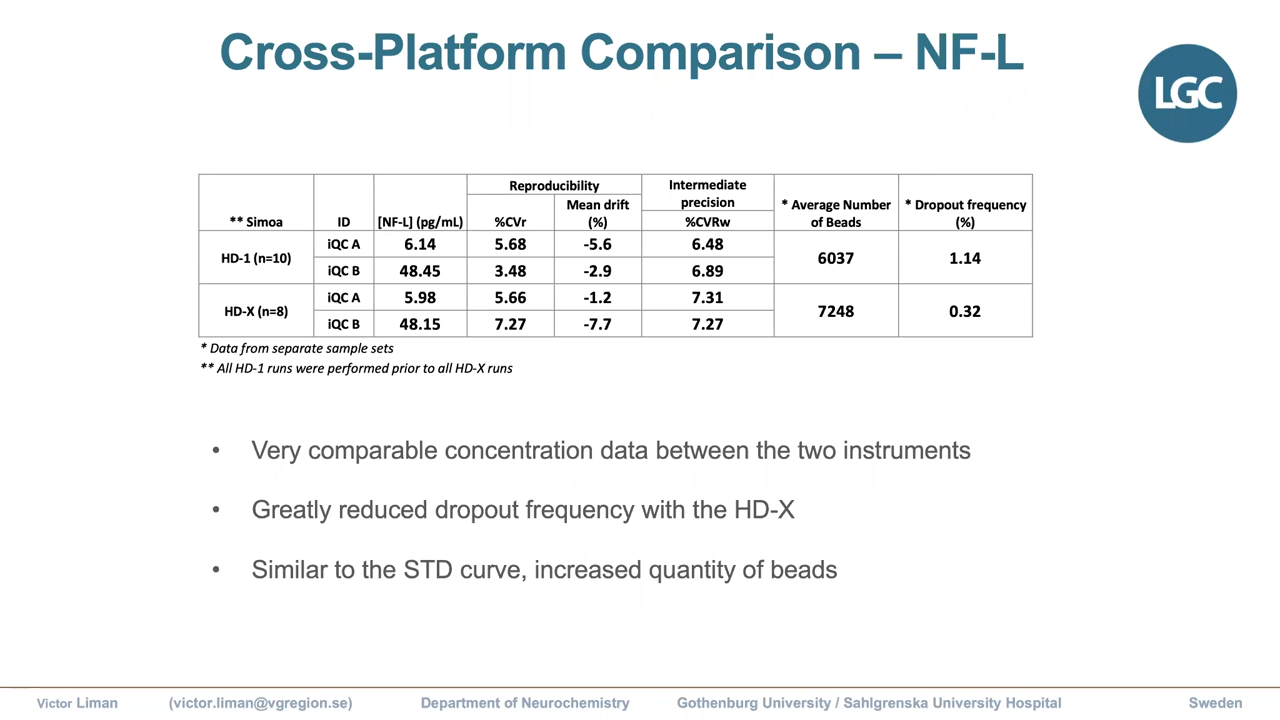 Cross-Platform Comparison – NF-L
LGC
** Simoa ID [NF-L] (pg/mL) Reproducibility Intermediate precision * Average Number of Beads * Dropout frequency (%)
%CVr Mean drift (%) %CVRw
HD-1 (n=10) iQC A 6.14 5.68 -5.6 6.48 6037 1.14
iQC B 48.45 3.48 -2.9 6.89
HD-X (n=8) iQC A 5.98 5.66 -1.2 7.31 7248 0.32
iQC B 48.15 7.27 -7.7 7.27
* Data from separate sample sets
** All HD-1 runs were performed prior to all HD-X runs
• Very comparable concentration data between the two instruments
• Greatly reduced dropout frequency with the HD-X
• Similar to the STD curve, increased quantity of beads
Victor Liman (victor.liman@vgregion.se) Department of Neurochemistry Gothenburg University / Sahlgrenska University Hospital Sweden